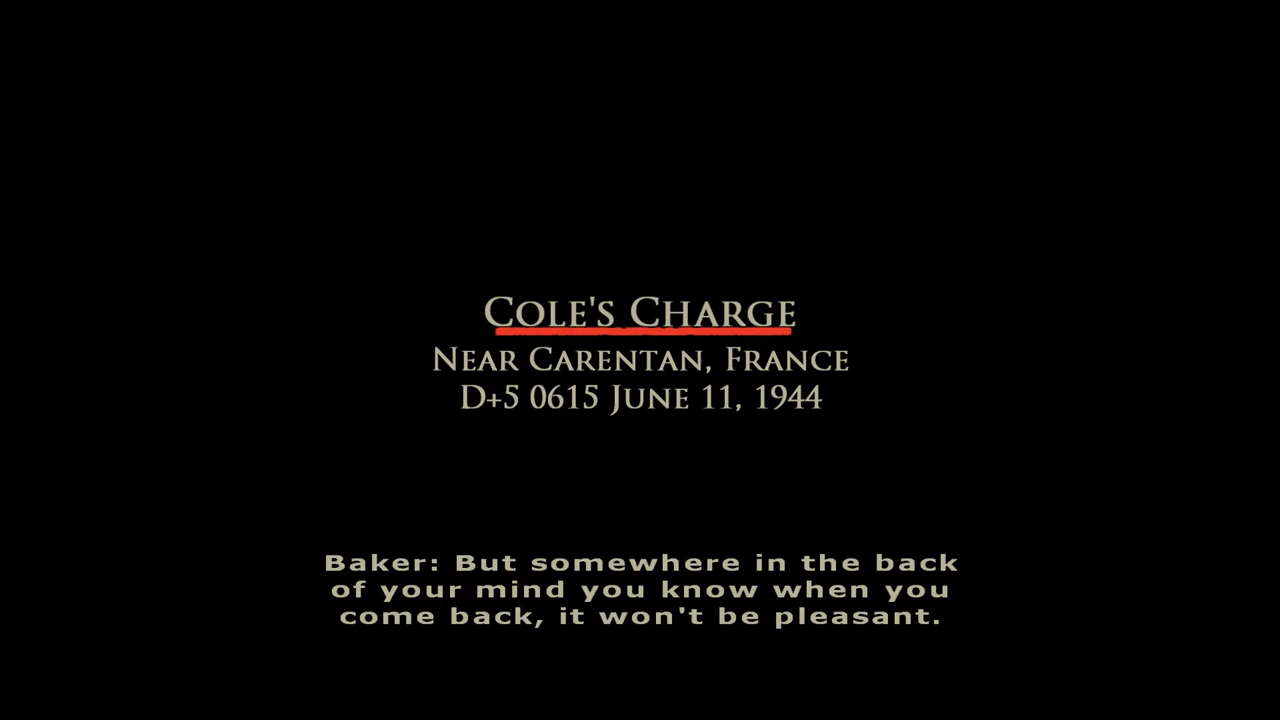 Cole's Charge
Near Carentan, France
D+5 0615 June 11, 1944
Baker: But somewhere in the back
of your mind you know when you
come back, it won't be pleasant.